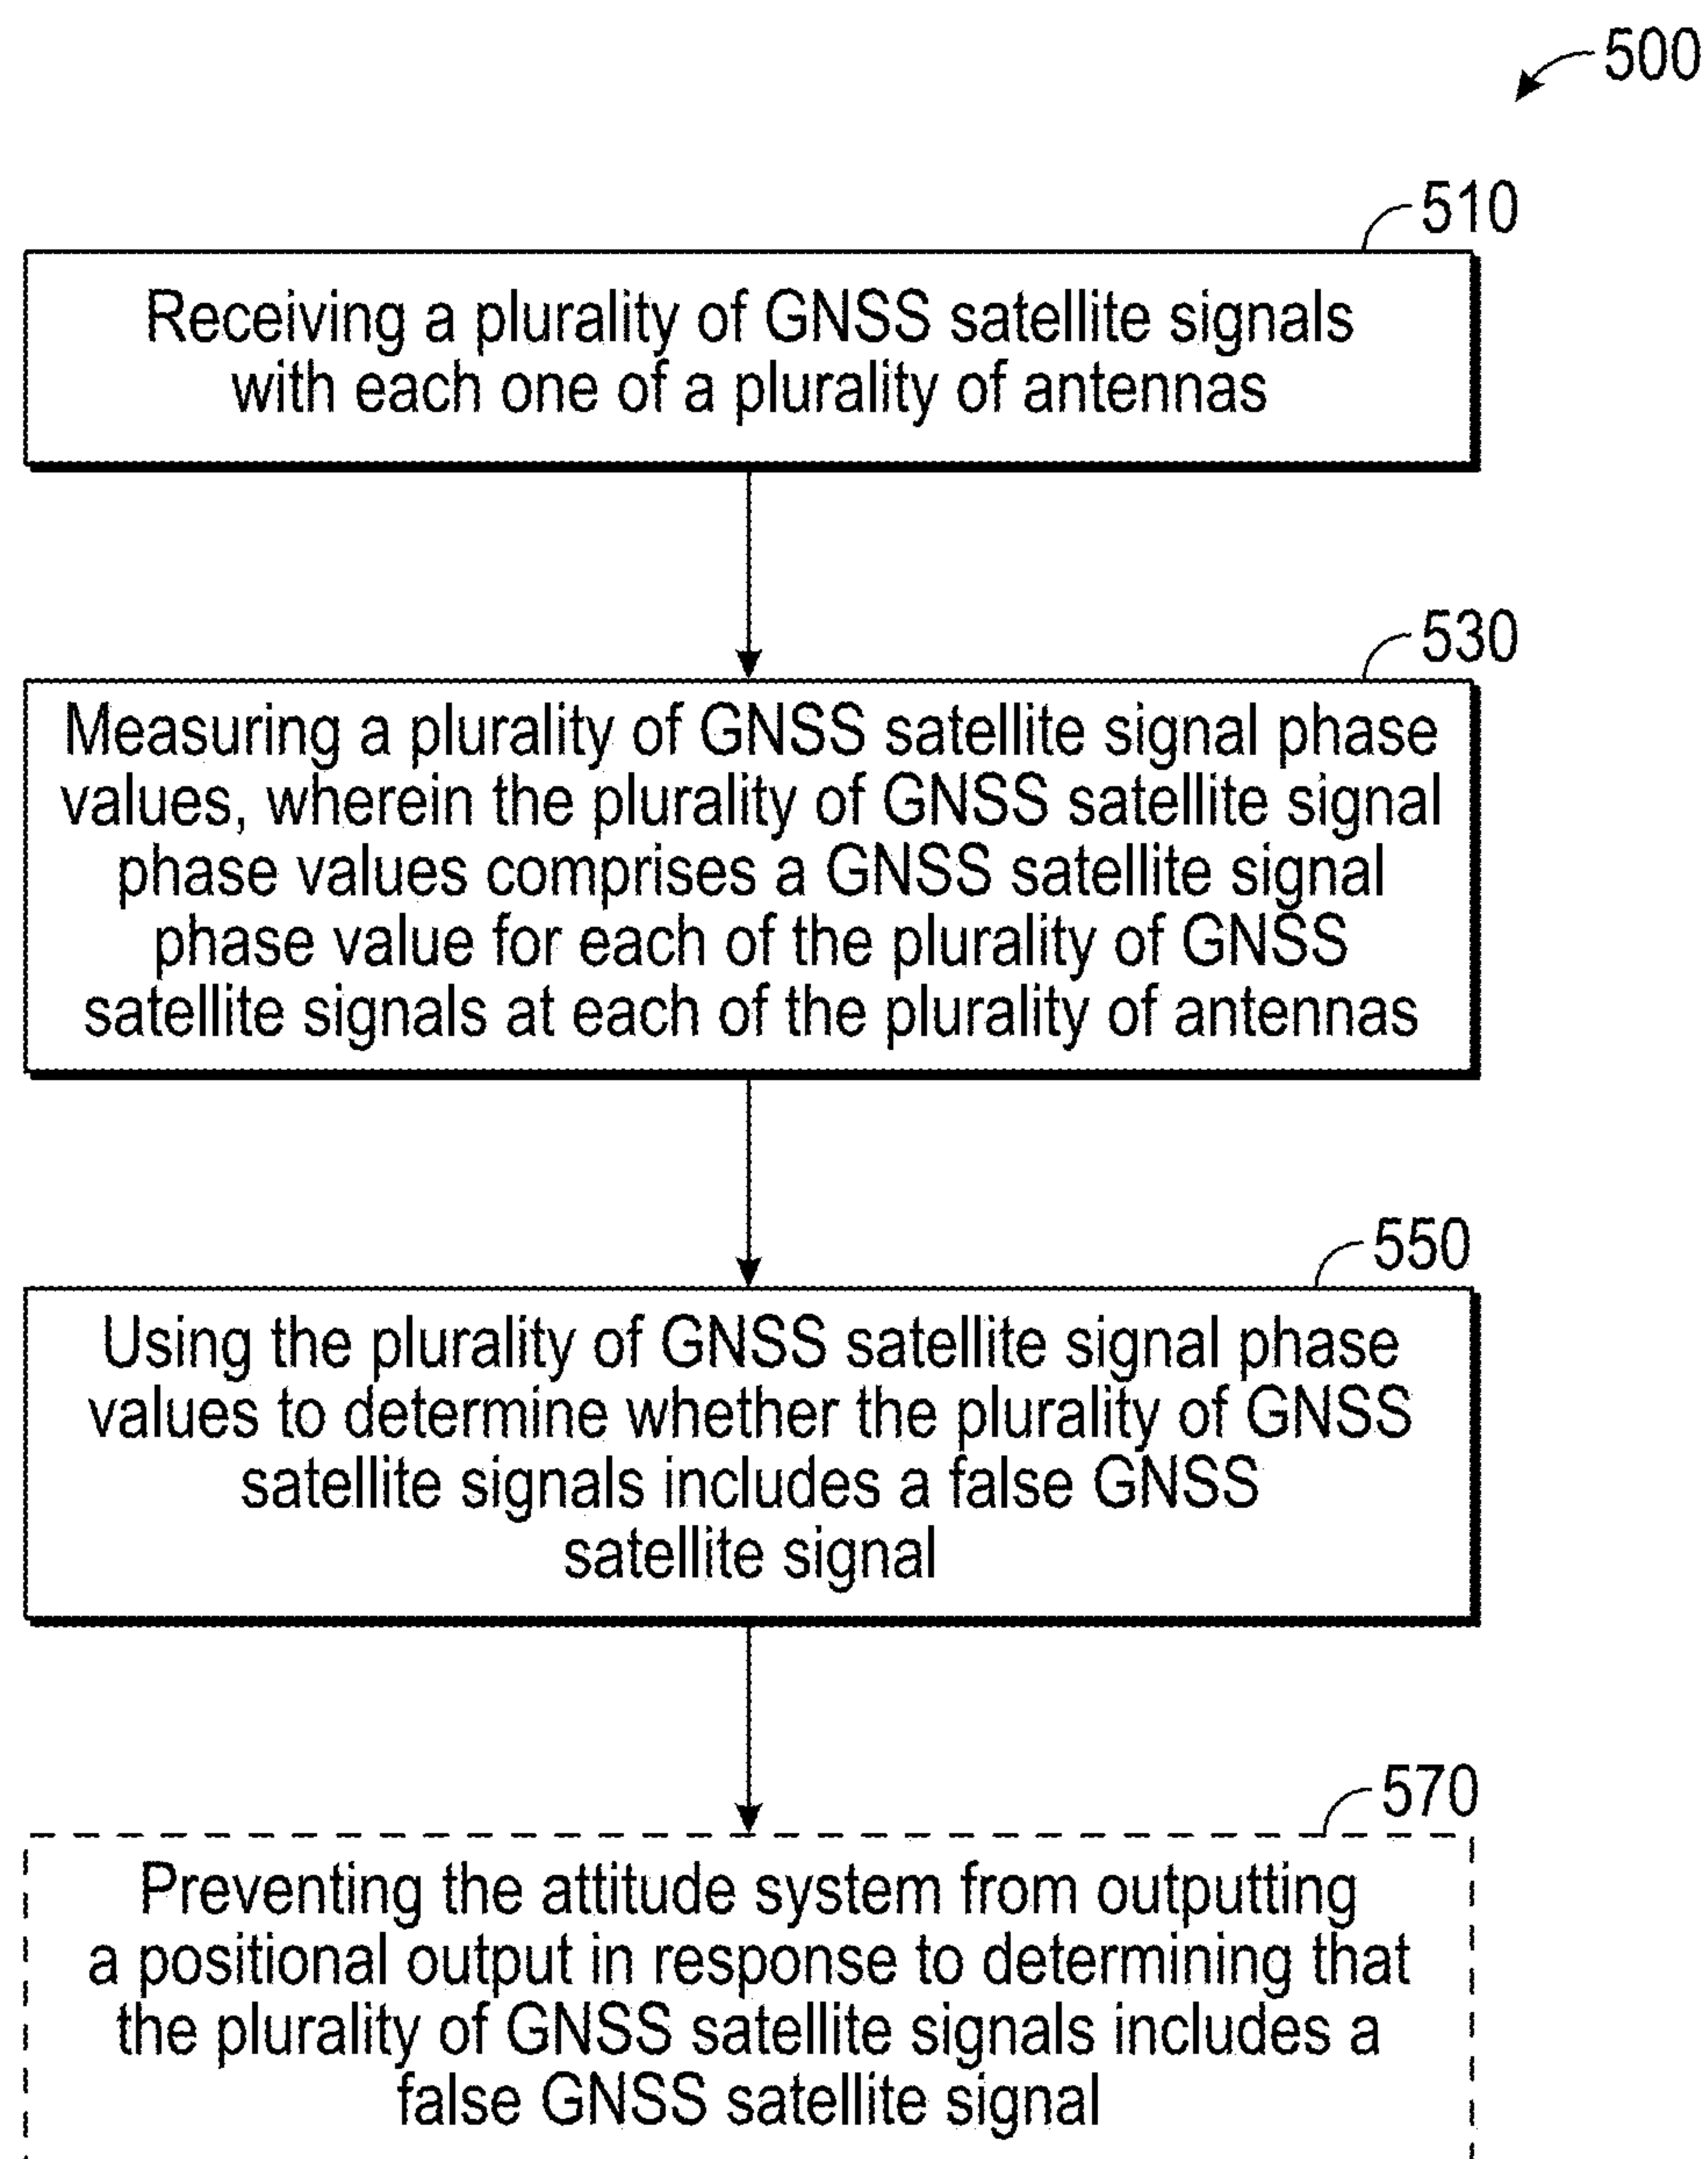 500
510
Receiving a plurality of GNSS satellite signals
with each one of a plurality of antennas
530
Measuring a plurality of GNSS satellite signal phase
values, wherein the plurality of GNSS satellite signal
phase values comprises a GNSS satellite signal
phase value for each of the plurality of GNSS
satellite signals at each of the plurality of antennas
550
Using the plurality of GNSS satellite signal phase
values to determine whether the plurality of GNSS
satellite signals includes a false GNSS
satellite signal
570
Preventing the attitude system from outputting
a positional output in response to determining that
the plurality of GNSS satellite signals includes a
false GNSS satellite signal